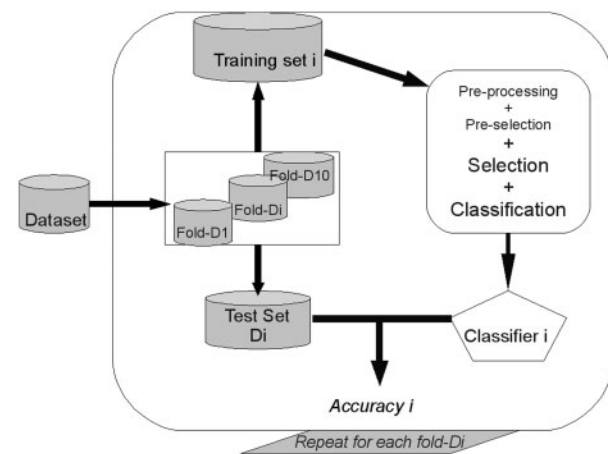 Training set i
Pre-processing
+
Pre-selection
+
Selection
+
Classification
Fold-D10
Fold-Di
Fold-D1
Dataset
Test Set
Di
Classifier i
Accuracy i
Repeat for each fold-Di